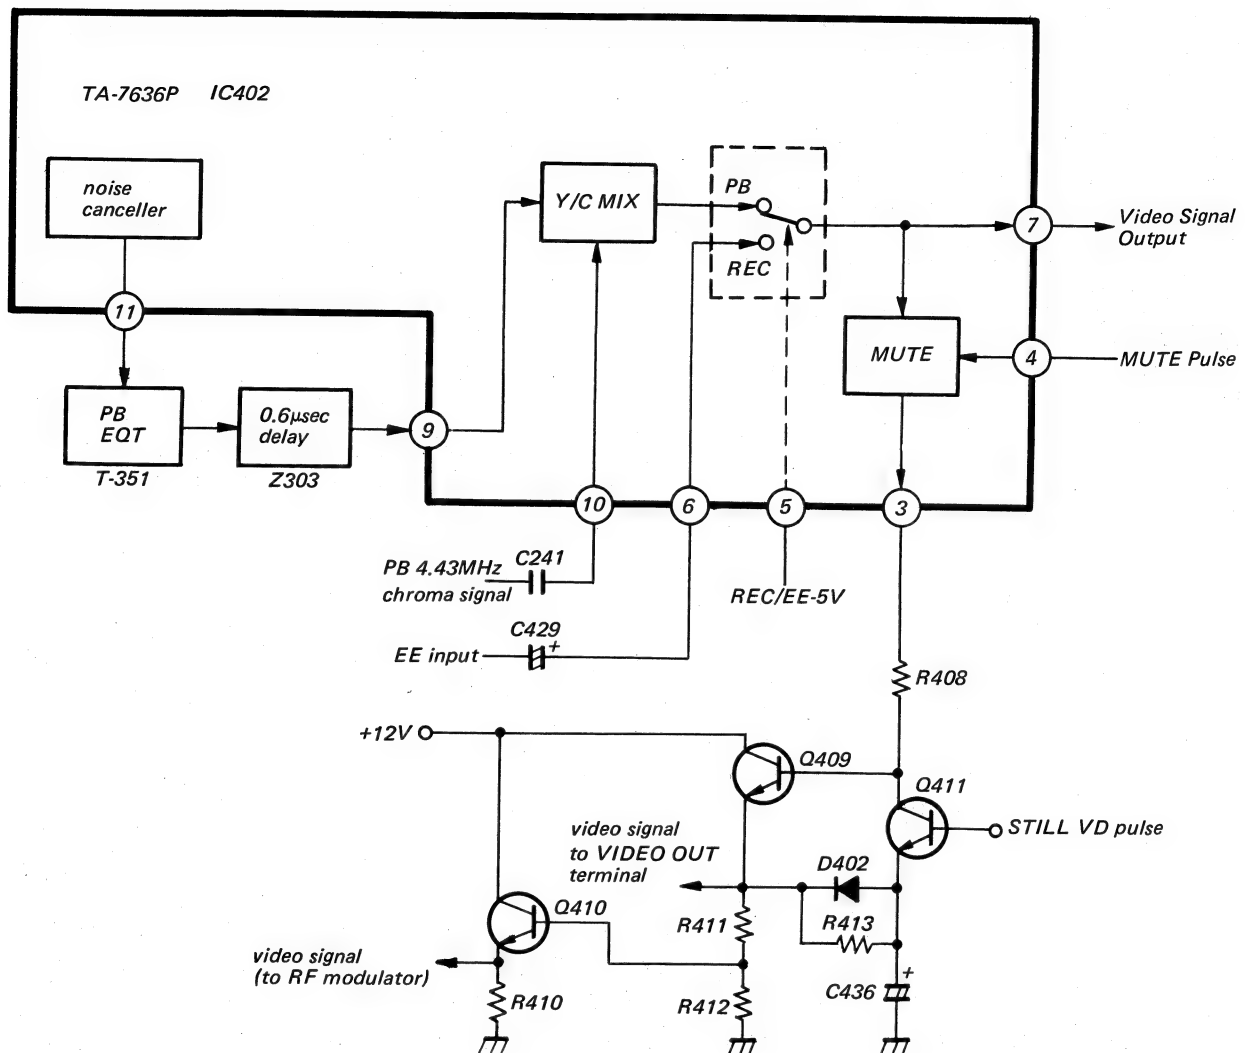 TA-7636P IC402
noise
canceller
Y/C MIX
PB
REC
7
Video Signal
Output
11
MUTE
4
MUTE Pulse
PB
EQT
T-351
0.6μsec
delay
Z303
9
10
6
5
3
PB 4.43MHz
chroma signal
C241
REC/EE-5V
EE input
C429
+
R408
+12V
Q409
Q411
STILL VD pulse
video signal
to VIDEO OUT
terminal
D402
Q410
R411
R413
video signal
(to RF modulator)
R410
R412
C436
+